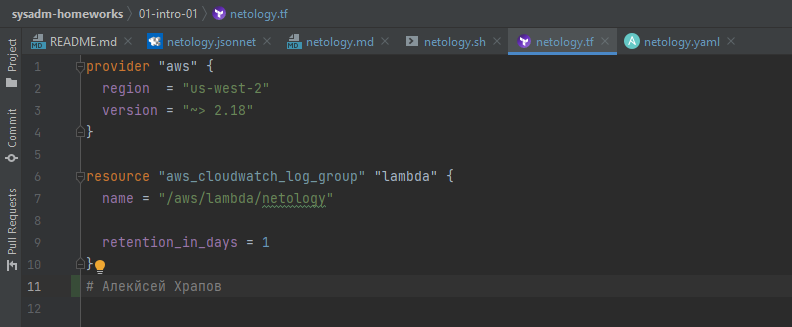 sysadm-homeworks > 01-intro-01 > netology.tf
README.md netology.jsonnet netology.md netology.sh netology.tf netology.yaml
Project
Commit
Pull Requests
1 provider "aws" {
2 region = "us-west-2"
3 version = "~> 2.18"
4 }
5
6 resource "aws_cloudwatch_log_group" "lambda" {
7 name = "/aws/lambda/netology"
8
9 retention_in_days = 1
10 }
11 # Алекйсей Храпов
12